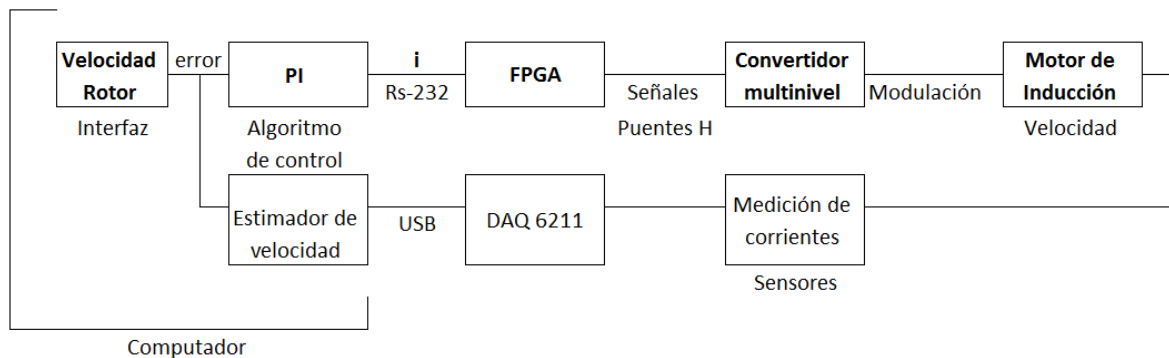 Velocidad
Rotor
error
PI
i
Rs-232
FPGA
Convertidor
multinivel
Motor de
Inducción
Interfaz
Algoritmo
de control
Señales
Puentes H
Modulación
Velocidad
Estimador de
velocidad
USB
DAQ 6211
Medición de
corrientes
Sensores
Computador